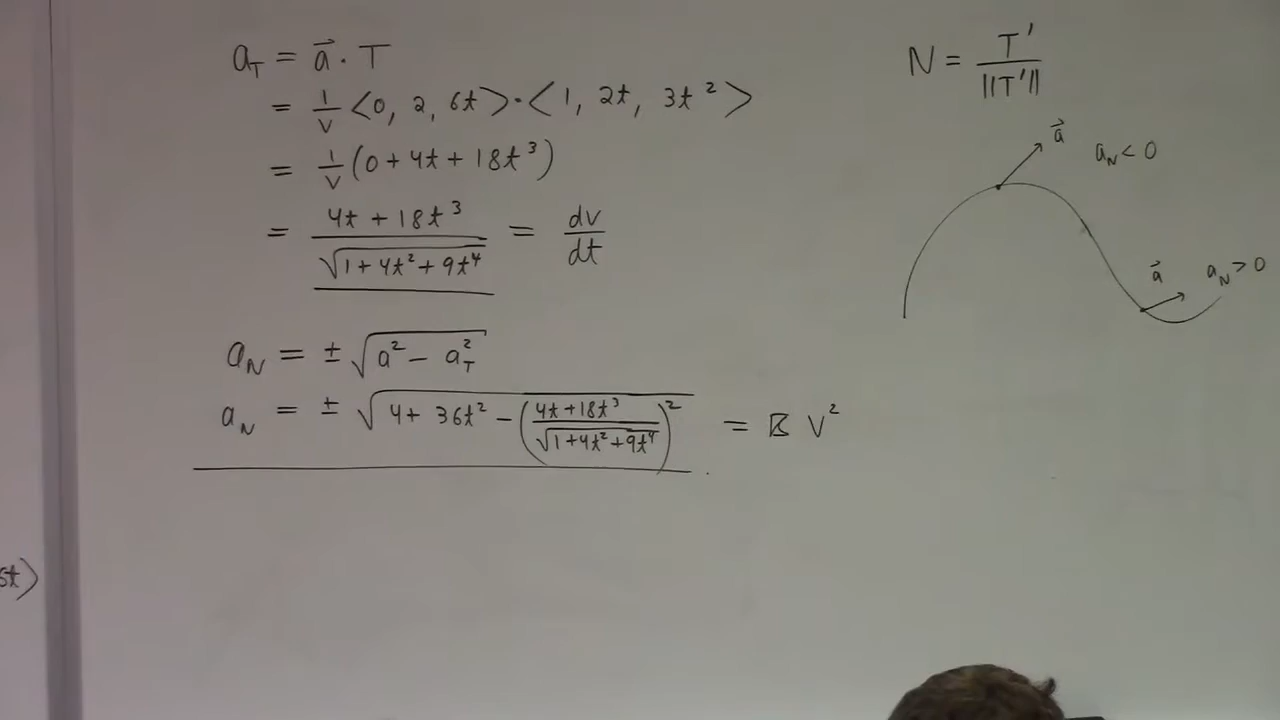 a_T = a⃗ · T
= 1/v <0, 2, 6t> · <1, 2t, 3t²>
= 1/v (0 + 4t + 18t³)
= (4t + 18t³)/√(1 + 4t² + 9t⁴) = dv/dt
a_N = ± √(a² − a_T²)
a_N = ± √(4 + 36t² − ((4t + 18t³)/√(1 + 4t² + 9t⁴))²) = K v²
N = T'/||T'||
a⃗ a_N < 0
a⃗ a_N > 0
t>